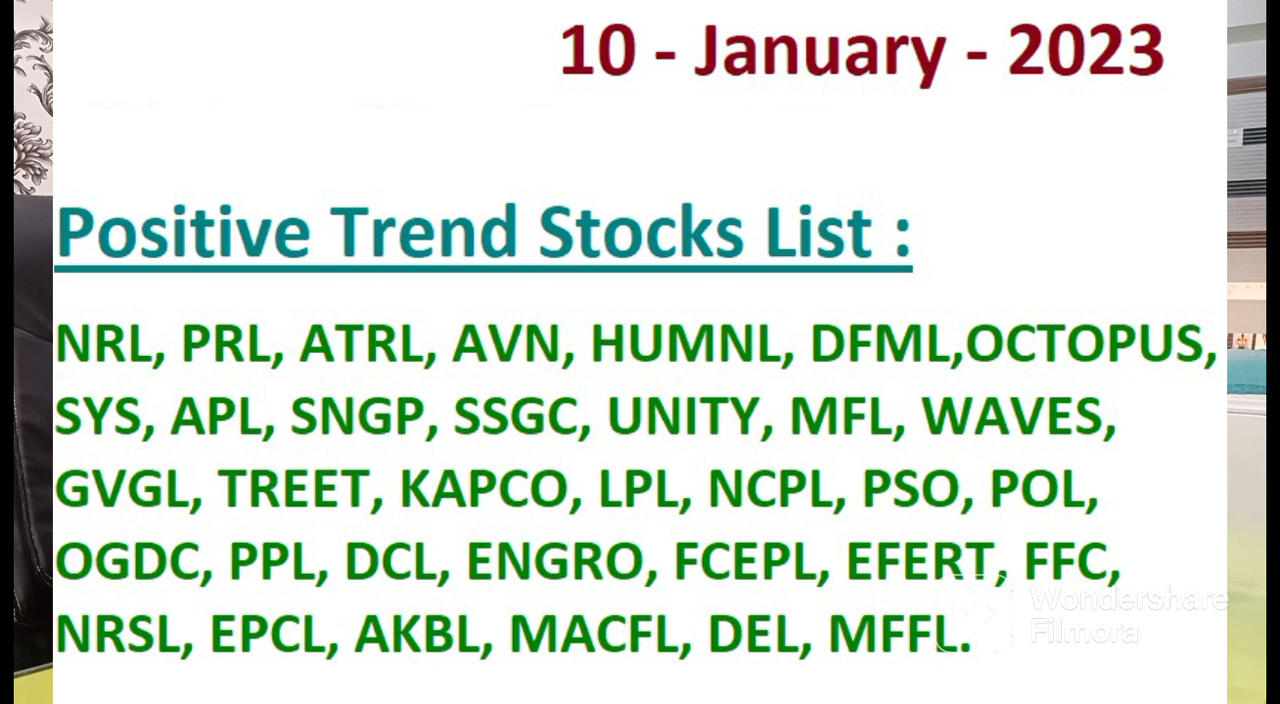 10 - January - 2023
Positive Trend Stocks List :
NRL, PRL, ATRL, AVN, HUMNL, DFML,OCTOPUS,
SYS, APL, SNGP, SSGC, UNITY, MFL, WAVES,
GVGL, TREET, KAPCO, LPL, NCPL, PSO, POL,
OGDC, PPL, DCL, ENGRO, FCEPL, EFERT, FFC,
NRSL, EPCL, AKBL, MACFL, DEL, MFFL.
Wondershare
Filmora